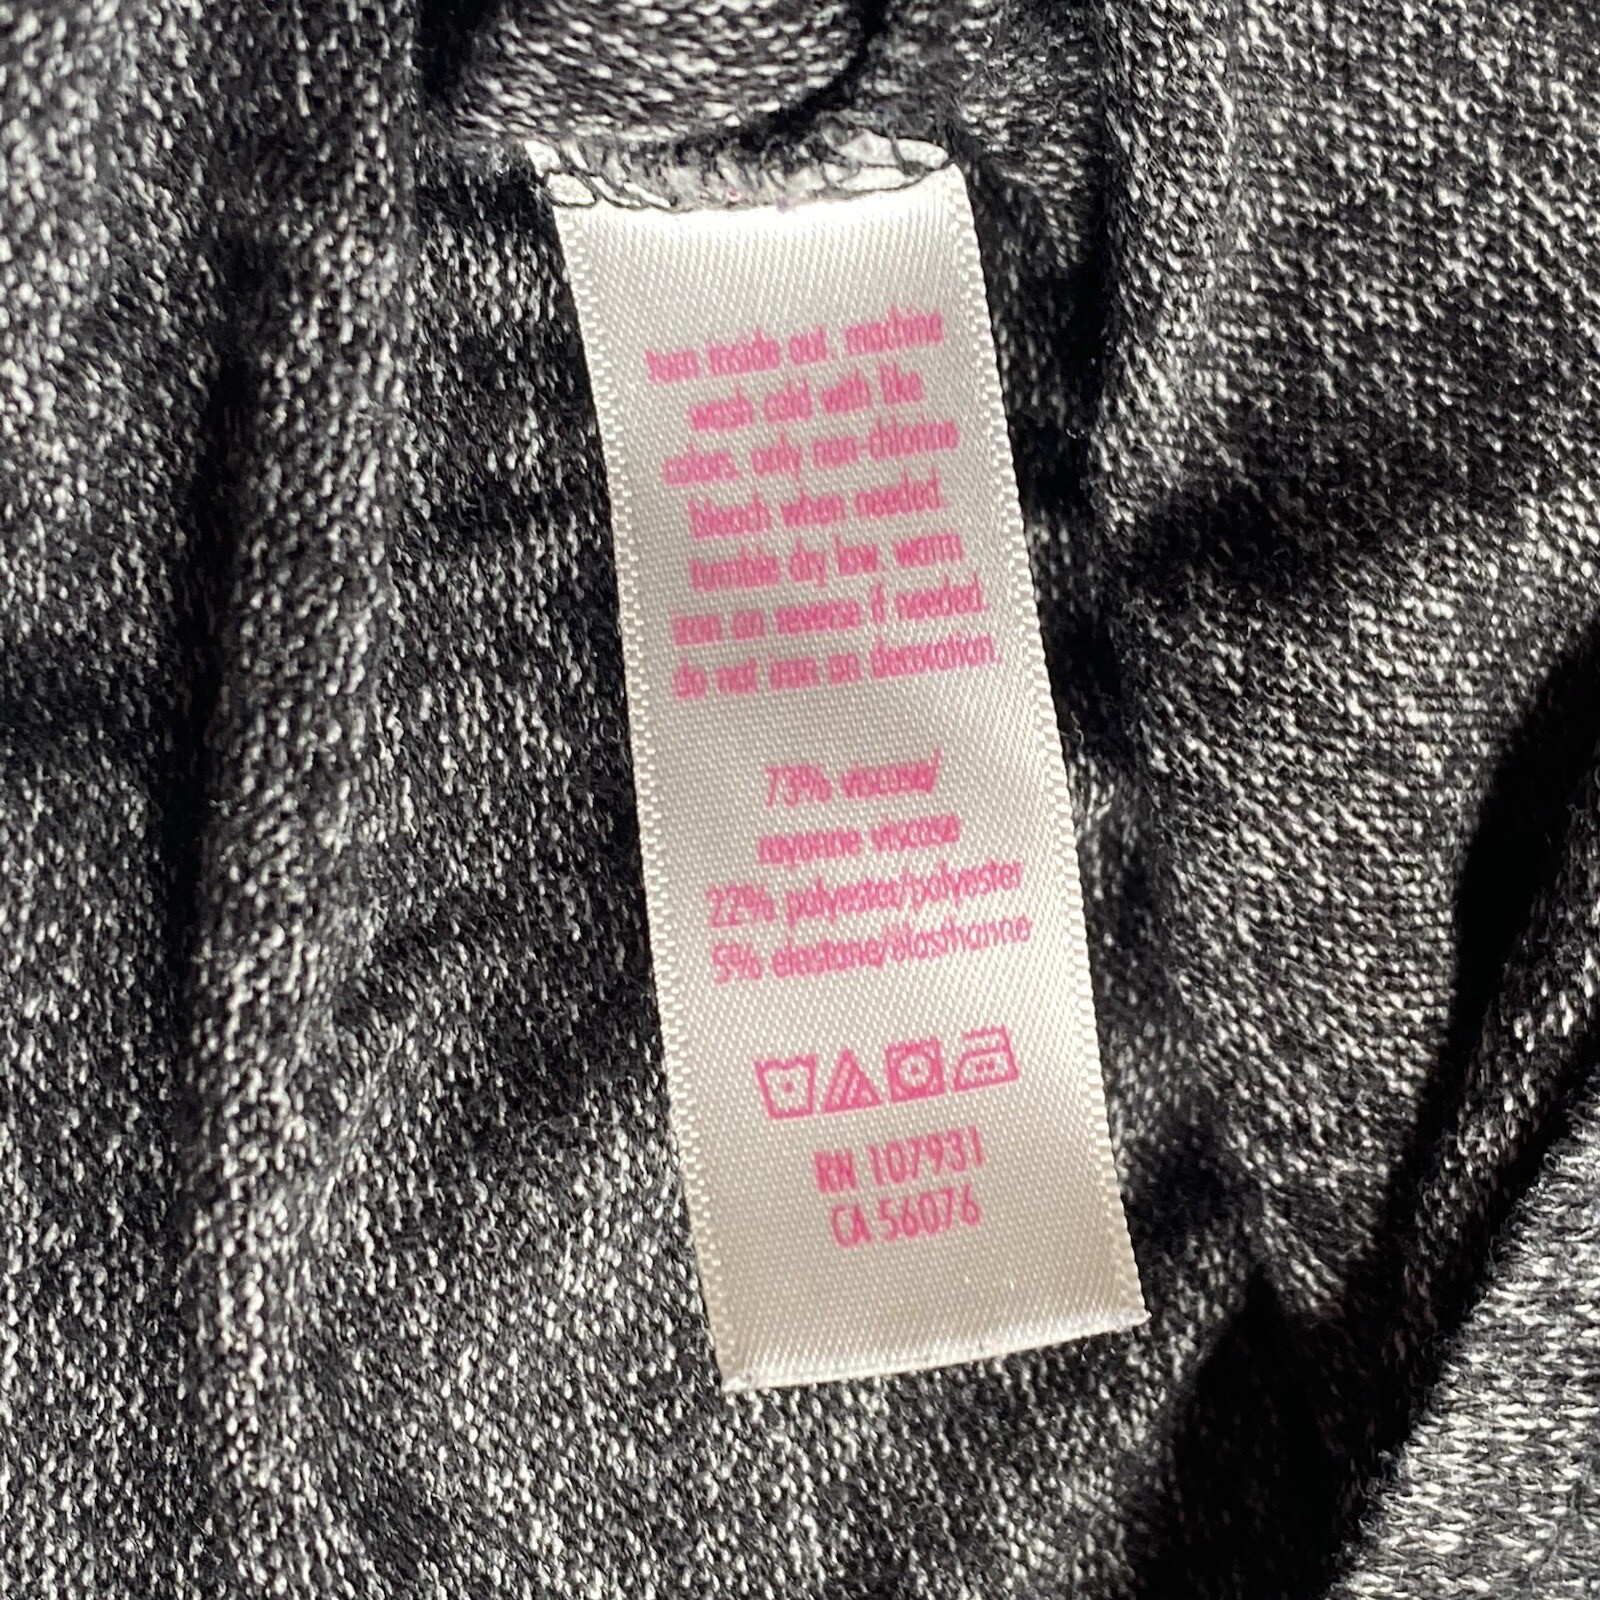 turn inside out. machine
wash cold with like
colors. only non-chlorine
bleach when needed.
tumble dry low. warm
iron on reverse if needed.
do not iron on decoration.
73% viscose/
rayonne viscose
22% polyester/polyester
5% elastane/élasthanne
RN 107931
CA 56076